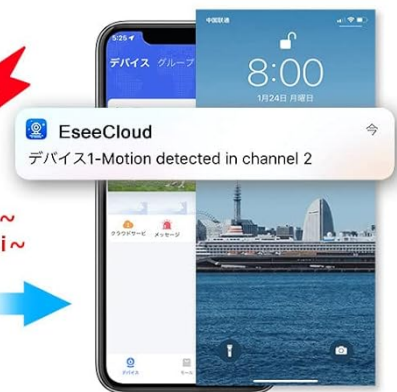 5:25
中国联通
デバイス グループ
8:00
1月24日 月曜日
EseeCloud
今
デバイス1-Motion detected in channel 2
~
i~
クラウドサービ メッセージ
デバイス